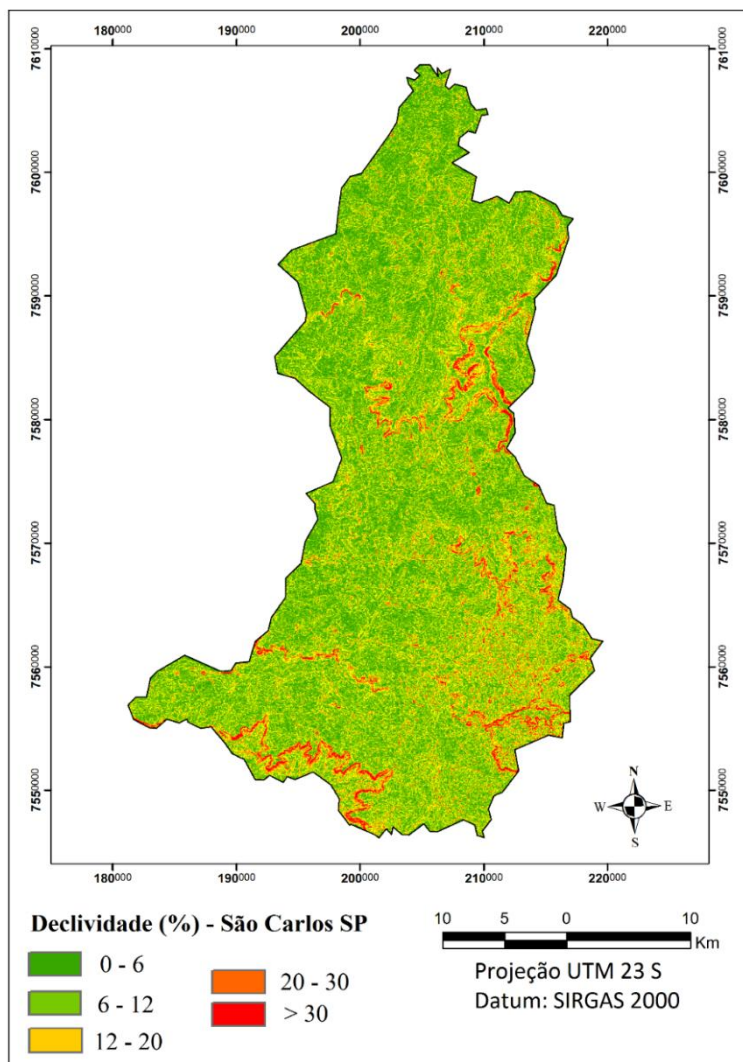 180000 190000 200000 210000 220000
7610000
7600000
7590000
7580000
7570000
7560000
7550000
7610000
7600000
7590000
7580000
7570000
7560000
7550000
N
W E
S
180000 190000 200000 210000 220000
Declividade (%) - São Carlos SP
0 - 6
6 - 12
12 - 20
20 - 30
> 30
10 5 0 10
Km
Projeção UTM 23 S
Datum: SIRGAS 2000